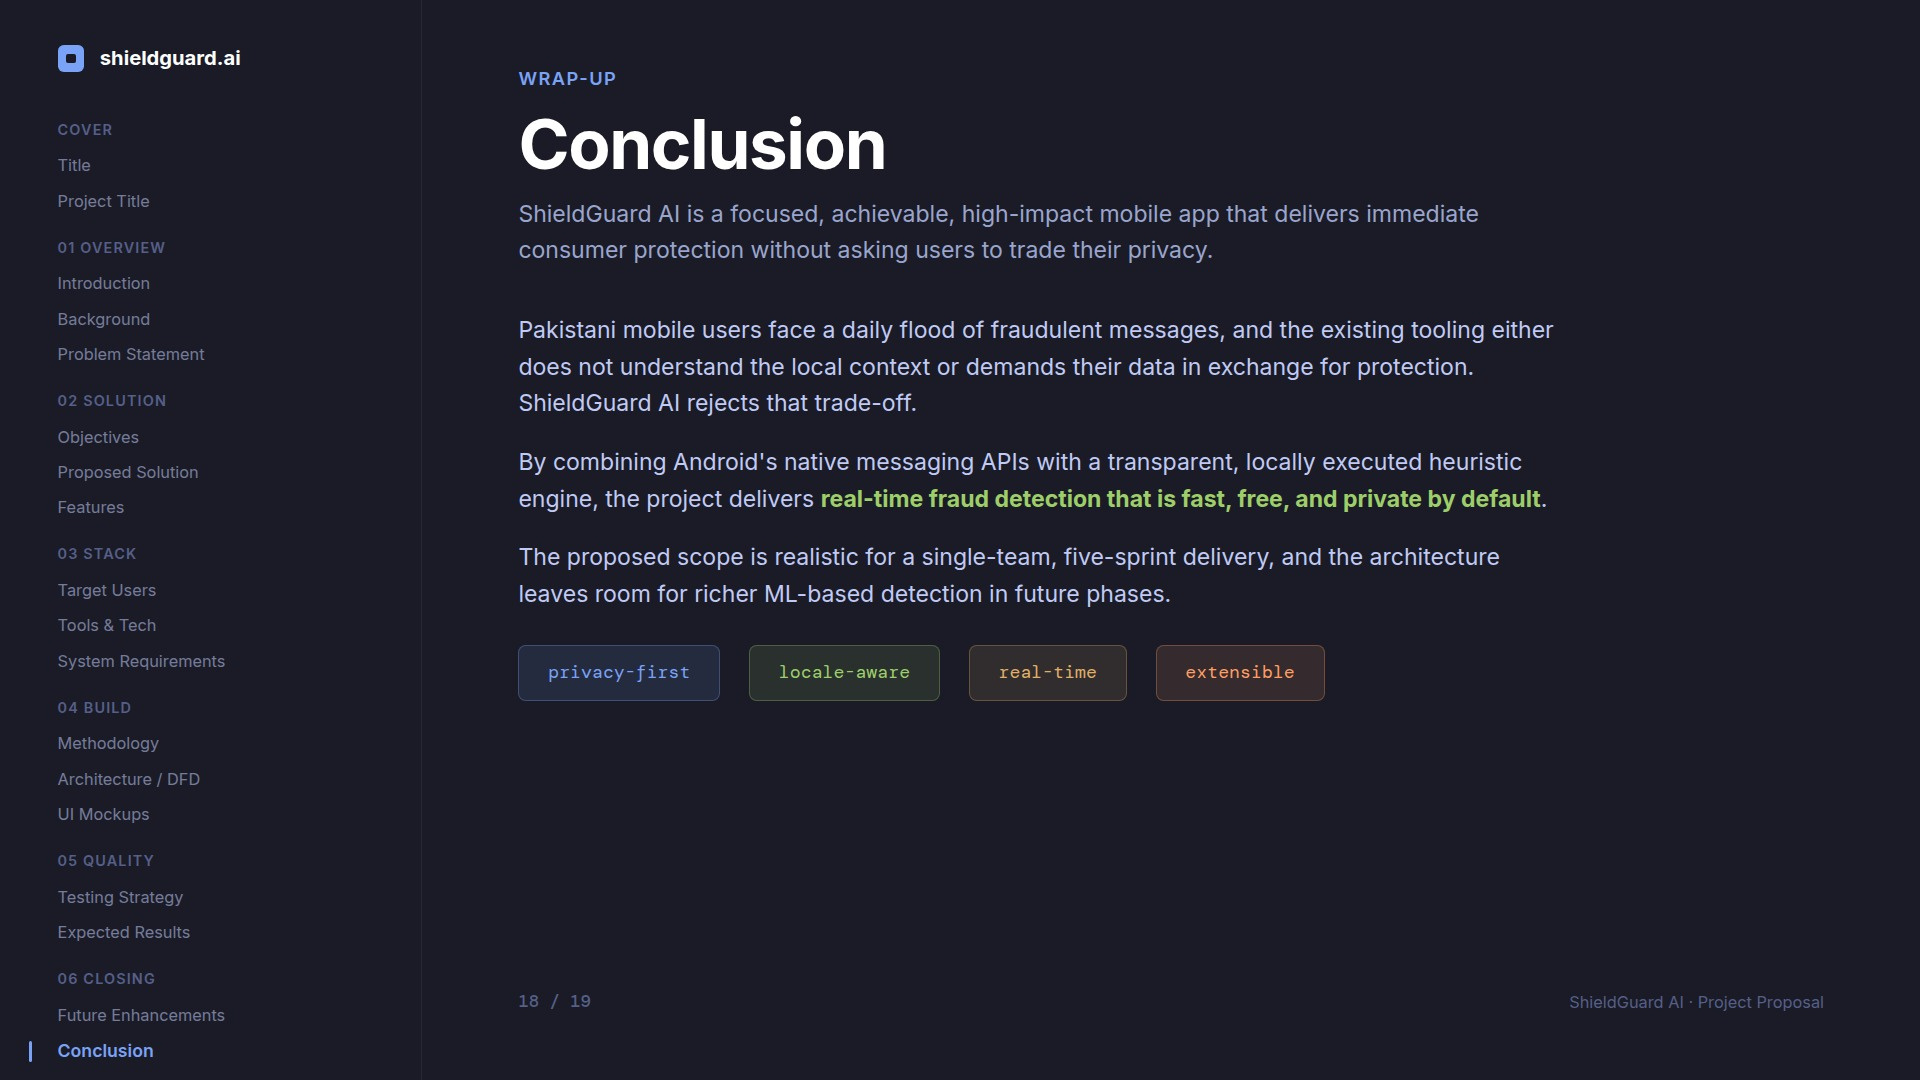 shieldguard.ai
COVER
Title
Project Title
01 OVERVIEW
Introduction
Background
Problem Statement
02 SOLUTION
Objectives
Proposed Solution
Features
03 STACK
Target Users
Tools & Tech
System Requirements
04 BUILD
Methodology
Architecture / DFD
UI Mockups
05 QUALITY
Testing Strategy
Expected Results
06 CLOSING
Future Enhancements
Conclusion
WRAP-UP
Conclusion
ShieldGuard AI is a focused, achievable, high-impact mobile app that delivers immediate
consumer protection without asking users to trade their privacy.
Pakistani mobile users face a daily flood of fraudulent messages, and the existing tooling either
does not understand the local context or demands their data in exchange for protection.
ShieldGuard AI rejects that trade-off.
By combining Android's native messaging APIs with a transparent, locally executed heuristic
engine, the project delivers real-time fraud detection that is fast, free, and private by default.
The proposed scope is realistic for a single-team, five-sprint delivery, and the architecture
leaves room for richer ML-based detection in future phases.
privacy-first locale-aware real-time extensible
18 / 19
ShieldGuard AI · Project Proposal